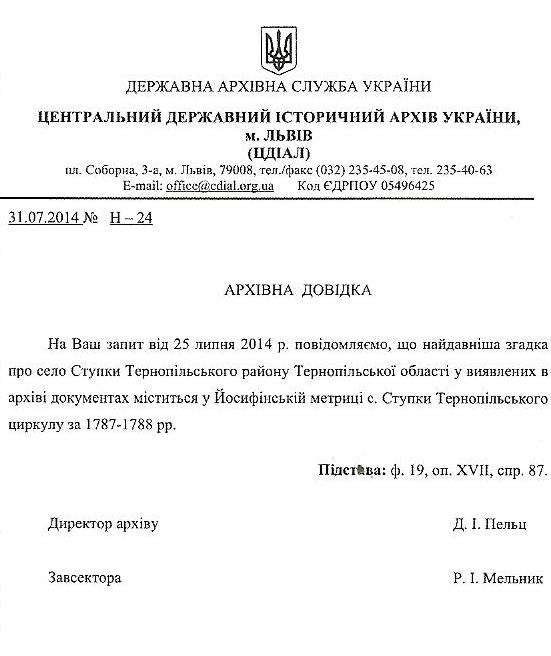 ДЕРЖАВНА АРХІВНА СЛУЖБА УКРАЇНИ
ЦЕНТРАЛЬНИЙ ДЕРЖАВНИЙ ІСТОРИЧНИЙ АРХІВ УКРАЇНИ,
м. ЛЬВІВ
(ЦДІАЛ)
пл. Соборна, 3-а, м. Львів, 79008, тел./факс (032) 235-45-08, тел. 235-40-63
E-mail: office@cdial.org.ua Код ЄДРПОУ 05496425
31.07.2014 № Н – 24
АРХІВНА ДОВІДКА
На Ваш запит від 25 липня 2014 р. повідомляємо, що найдавніша згадка
про село Ступки Тернопільського району Тернопільської області у виявлених в
архіві документах міститься у Йосифінській метриці с. Ступки Тернопільського
циркулу за 1787-1788 рр.
Підстава: ф. 19, оп. XVII, спр. 87.
Директор архіву Д. І. Пельц
Завсектора Р. І. Мельник